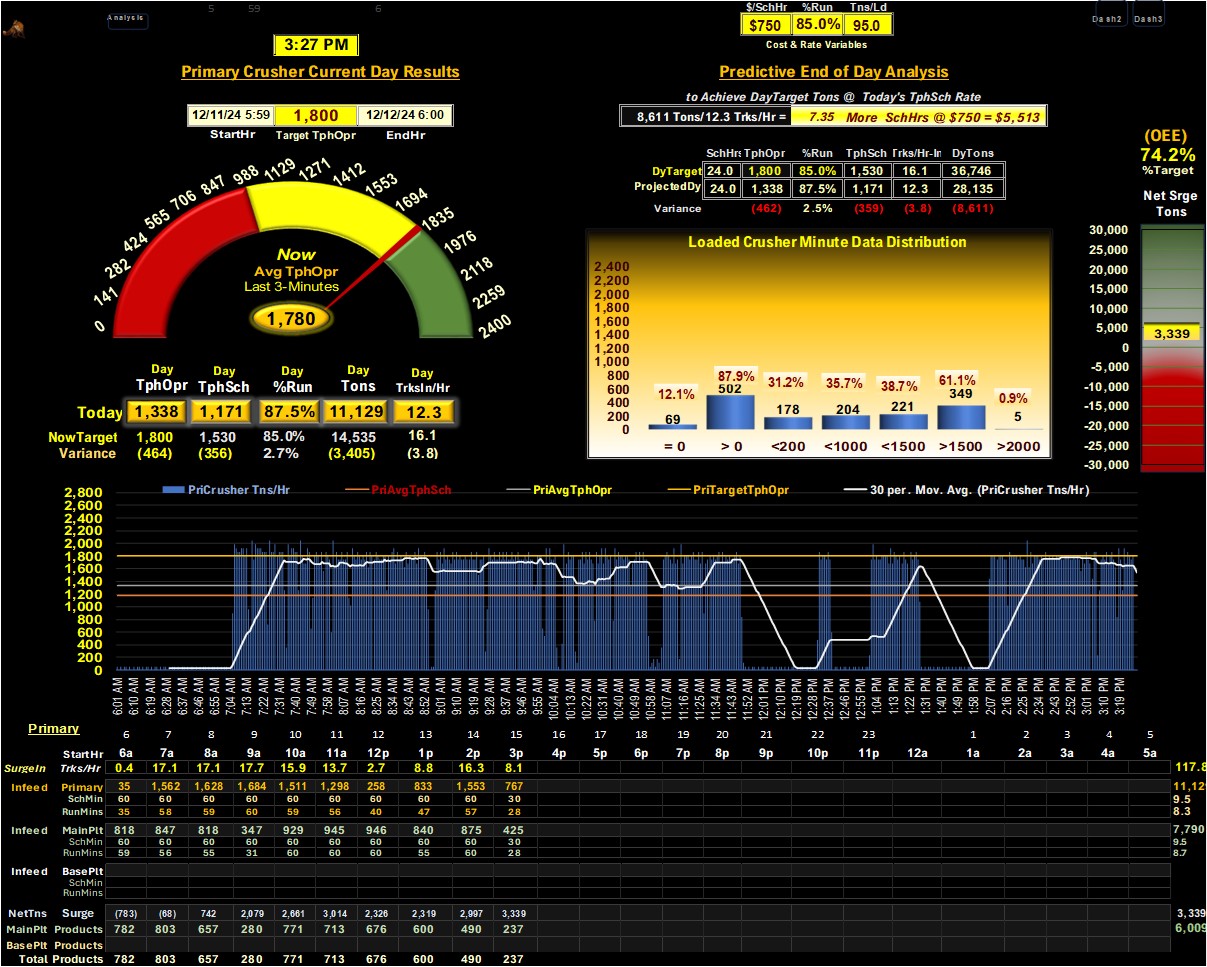 5 59 6
Analysis
$/SchHr %Run Tns/Ld
$750 85.0% 95.0
Cost & Rate Variables
Dash2 Dash3
3:27 PM
Primary Crusher Current Day Results
12/11/24 5:59 1,800 12/12/24 6:00
StartHr Target TphOpr EndHr
0 141 282 424 565 706 847 988 1129 1271 1412 1553 1694 1835 1976 2118 2259 2400
Now
Avg TphOpr
Last 3-Minutes
1,780
Day Day Day Day Day
TphOpr TphSch %Run Tons TrksIn/Hr
Today 1,338 1,171 87.5% 11,129 12.3
NowTarget 1,800 1,530 85.0% 14,535 16.1
Variance (464) (356) 2.7% (3,405) (3.8)
Predictive End of Day Analysis
to Achieve DayTarget Tons @ Today's TphSch Rate
8,611 Tons/12.3 Trks/Hr = 7.35 More SchHrs @ $750 = $5,513
SchHrs TphOpr %Run TphSch Trks/Hr-In DyTons
DyTarget 24.0 1,800 85.0% 1,530 16.1 36,746
ProjectedDy 24.0 1,338 87.5% 1,171 12.3 28,135
Variance (462) 2.5% (359) (3.8) (8,611)
Loaded Crusher Minute Data Distribution
2,400
2,200
2,000
1,800
1,600
1,400
1,200
1,000
800
600
400
200
0
12.1% 87.9% 31.2% 35.7% 38.7% 61.1% 0.9%
69 502 178 204 221 349 5
= 0 > 0 <200 <1000 <1500 >1500 >2000
(OEE)
74.2%
%Target
Net Srge
Tons
30,000
25,000
20,000
15,000
10,000
5,000
3,339
0
-5,000
-10,000
-15,000
-20,000
-25,000
-30,000
PriCrusher Tns/Hr PriAvgTphSch PriAvgTphOpr PriTargetTphOpr 30 per. Mov. Avg. (PriCrusher Tns/Hr)
2,800
2,600
2,400
2,200
2,000
1,800
1,600
1,400
1,200
1,000
800
600
400
200
0
6:01 AM 6:10 AM 6:19 AM 6:28 AM 6:37 AM 6:46 AM 6:55 AM 7:04 AM 7:13 AM 7:22 AM 7:31 AM 7:40 AM 7:49 AM 7:58 AM 8:07 AM 8:16 AM 8:25 AM 8:34 AM 8:43 AM 8:52 AM 9:01 AM 9:10 AM 9:19 AM 9:28 AM 9:37 AM 9:46 AM 9:55 AM 10:04 AM 10:13 AM 10:22 AM 10:31 AM 10:40 AM 10:49 AM 10:58 AM 11:07 AM 11:16 AM 11:25 AM 11:34 AM 11:43 AM 11:52 AM 12:01 PM 12:10 PM 12:19 PM 12:28 PM 12:37 PM 12:46 PM 12:55 PM 1:04 PM 1:13 PM 1:22 PM 1:31 PM 1:40 PM 1:49 PM 1:58 PM 2:07 PM 2:16 PM 2:25 PM 2:34 PM 2:43 PM 2:52 PM 3:01 PM 3:10 PM 3:19 PM
Primary 6 7 8 9 10 11 12 13 14 15 16 17 18 19 20 21 22 23 1 2 3 4 5
StartHr 6a 7a 8a 9a 10a 11a 12p 1p 2p 3p 4p 5p 6p 7p 8p 9p 10p 11p 12a 1a 2a 3a 4a 5a
SurgeIn Trks/Hr 0.4 17.1 17.1 17.7 15.9 13.7 2.7 8.8 16.3 8.1 117.8
Infeed Primary 35 1,562 1,628 1,684 1,511 1,298 258 833 1,553 767 11,12
SchMin 60 60 60 60 60 60 60 60 60 30 9.5
RunMins 35 58 59 60 59 56 40 47 57 28 8.3
Infeed MainPlt 818 847 818 347 929 945 946 840 875 425 7,790
SchMin 60 60 60 60 60 60 60 60 60 30 9.5
RunMins 59 56 55 31 60 60 60 55 60 28 8.7
Infeed BasePlt
SchMin
RunMins
NetTns Surge (783) (68) 742 2,079 2,661 3,014 2,326 2,319 2,997 3,339 3,339
MainPlt Products 782 803 657 280 771 713 676 600 490 237 6,009
BasePlt Products
Total Products 782 803 657 280 771 713 676 600 490 237